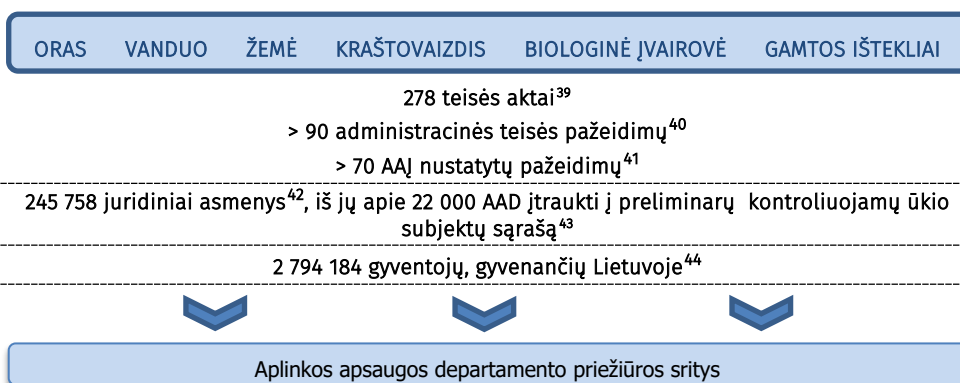 ORAS VANDUO ŽEMĖ KRAŠTOVAIZDIS BIOLOGINĖ ĮVAIROVĖ GAMTOS IŠTEKLIAI
278 teisės aktai³⁹
> 90 administracinės teisės pažeidimų⁴⁰
> 70 AAĮ nustatytų pažeidimų⁴¹
245 758 juridiniai asmenys⁴², iš jų apie 22 000 AAD įtraukti į preliminarų kontroliuojamų ūkio
subjektų sąrašą⁴³
2 794 184 gyventojų, gyvenančių Lietuvoje⁴⁴
Aplinkos apsaugos departamento priežiūros sritys